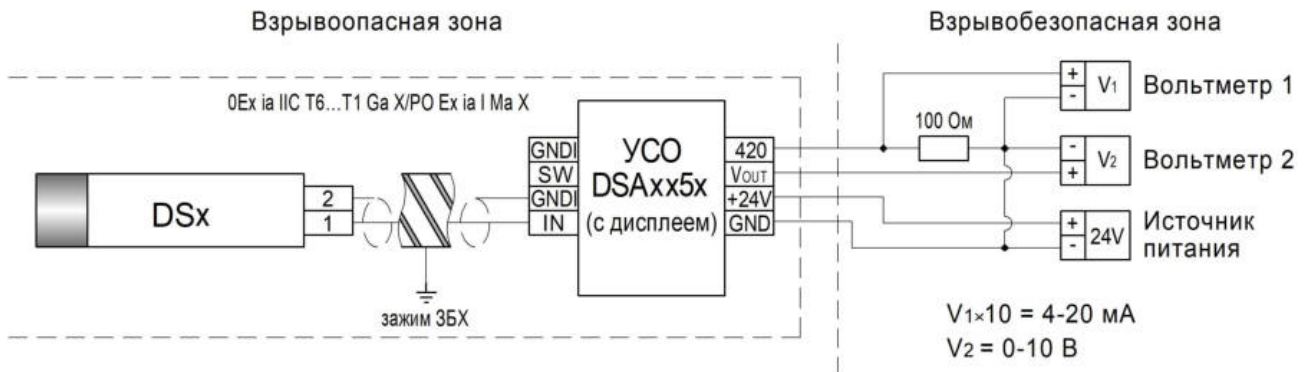 Взрывоопасная зона
Взрывобезопасная зона
0Ex ia IIC T6...T1 Ga X/PO Ex ia I Ma X
DSx
2
1
зажим ЗБХ
GNDI
SW
GNDI
IN
УСО
DSAxx5x
(с дисплеем)
420
VOUT
+24V
GND
100 Ом
+
-
V1
Вольтметр 1
-
+
V2
Вольтметр 2
+
-
24V
Источник
питания
V1×10 = 4-20 мА
V2 = 0-10 В